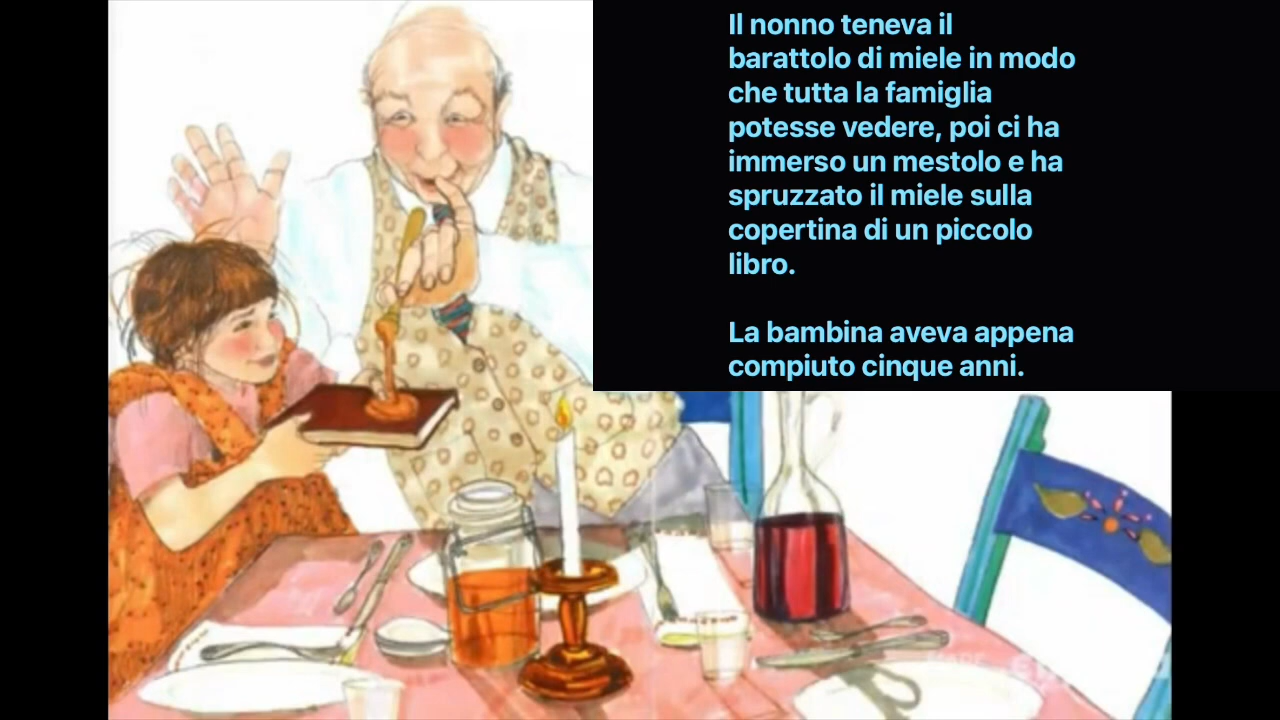 Il nonno teneva il
barattolo di miele in modo
che tutta la famiglia
potesse vedere, poi ci ha
immerso un mestolo e ha
spruzzato il miele sulla
copertina di un piccolo
libro.
La bambina aveva appena
compiuto cinque anni.